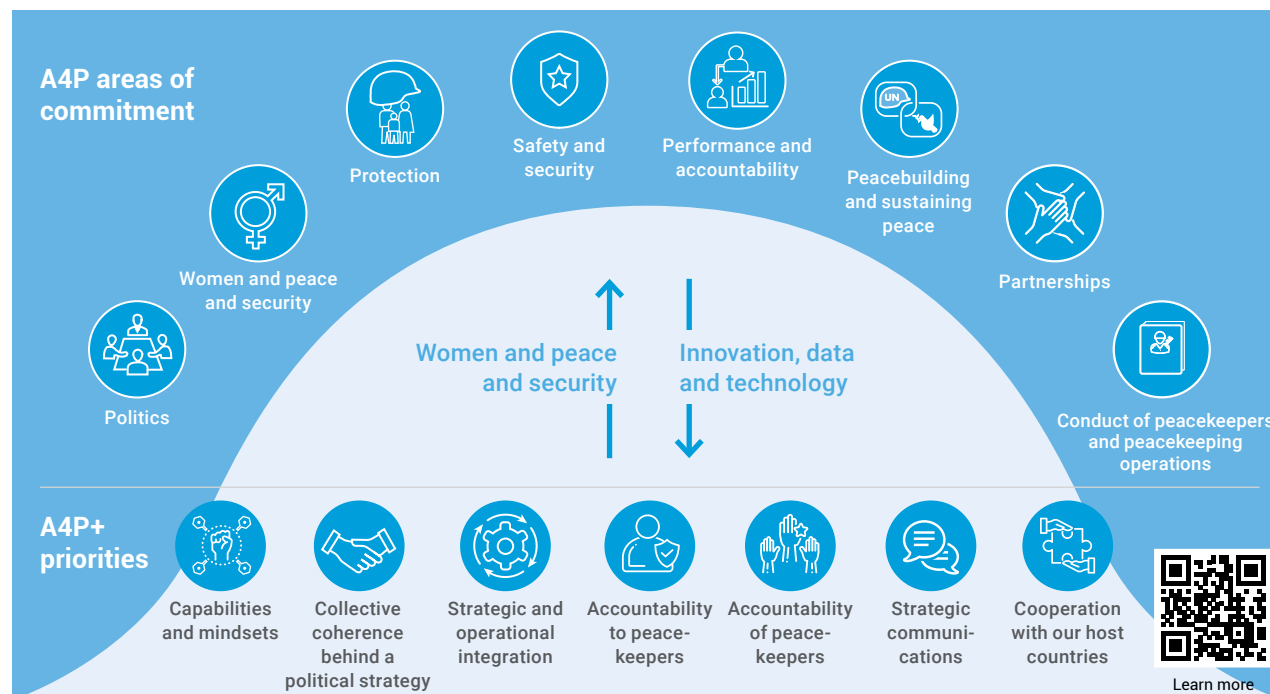 A4P areas of
commitment
Politics
Women and peace
and security
Protection
Safety and
security
Performance and
accountability
UN
Peacebuilding
and sustaining
peace
Partnerships
Conduct of peacekeepers
and peacekeeping
operations
Women and peace
and security
Innovation, data
and technology
A4P+
priorities
Capabilities
and mindsets
Collective
coherence
behind a
political strategy
Strategic and
operational
integration
Accountability
to peace-
keepers
Accountability
of peace-
keepers
Strategic
communi-
cations
Cooperation
with our host
countries
Learn more